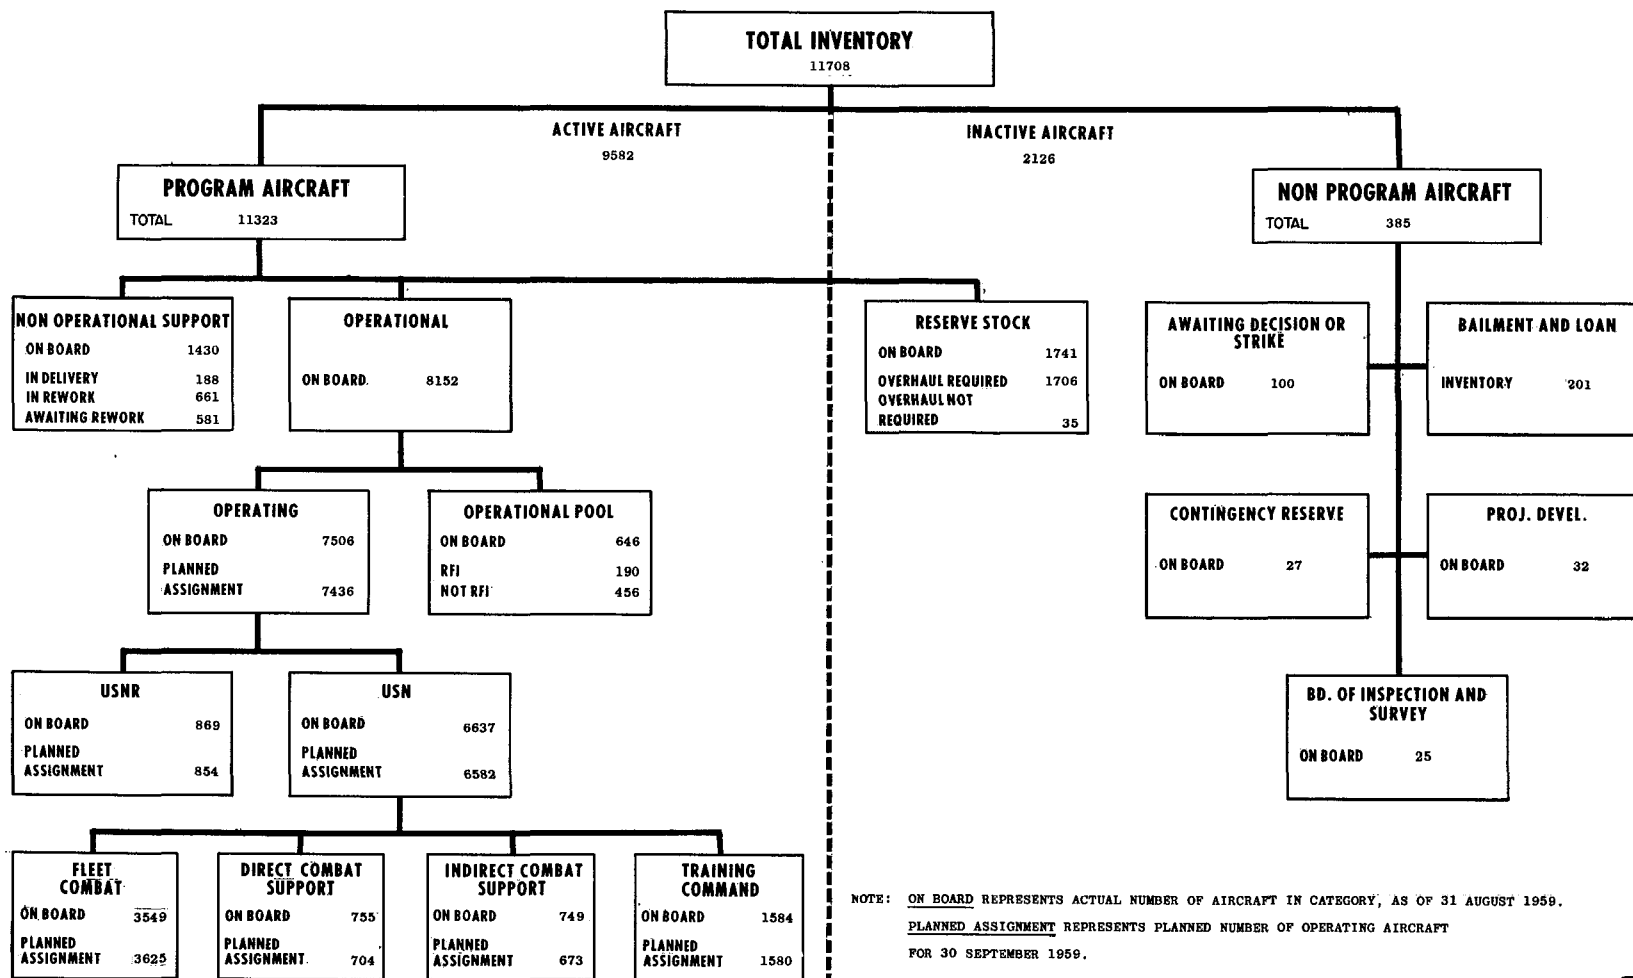 TOTAL INVENTORY
11708
ACTIVE AIRCRAFT
9582
INACTIVE AIRCRAFT
2126
PROGRAM AIRCRAFT
TOTAL 11323
NON PROGRAM AIRCRAFT
TOTAL 385
NON OPERATIONAL SUPPORT
ON BOARD 1430
IN DELIVERY 188
IN REWORK 661
AWAITING REWORK 581
OPERATIONAL
ON BOARD. 8152
RESERVE STOCK
ON BOARD 1741
OVERHAUL REQUIRED 1706
OVERHAUL NOT
REQUIRED 35
AWAITING DECISION OR
STRIKE
ON BOARD 100
BAILMENT AND LOAN
INVENTORY 201
OPERATING
ON BOARD 7506
PLANNED
ASSIGNMENT 7436
OPERATIONAL POOL
ON BOARD 646
RFI 190
NOT RFI 456
CONTINGENCY RESERVE
ON BOARD 27
PROJ. DEVEL.
ON BOARD 32
USNR
ON BOARD 869
PLANNED
ASSIGNMENT 854
USN
ON BOARD 6637
PLANNED
ASSIGNMENT 6582
BD. OF INSPECTION AND
SURVEY
ON BOARD 25
FLEET
COMBAT
ON BOARD 3549
PLANNED
ASSIGNMENT 3625
DIRECT COMBAT
SUPPORT
ON BOARD 755
PLANNED
ASSIGNMENT. 704
INDIRECT COMBAT
SUPPORT
ON BOARD 749
PLANNED
ASSIGNMENT 673
TRAINING
COMMAND
ON BOARD 1584
PLANNED
ASSIGNMENT 1580
NOTE: ON BOARD REPRESENTS ACTUAL NUMBER OF AIRCRAFT IN CATEGORY, AS OF 31 AUGUST 1959.
PLANNED ASSIGNMENT REPRESENTS PLANNED NUMBER OF OPERATING AIRCRAFT
FOR 30 SEPTEMBER 1959.